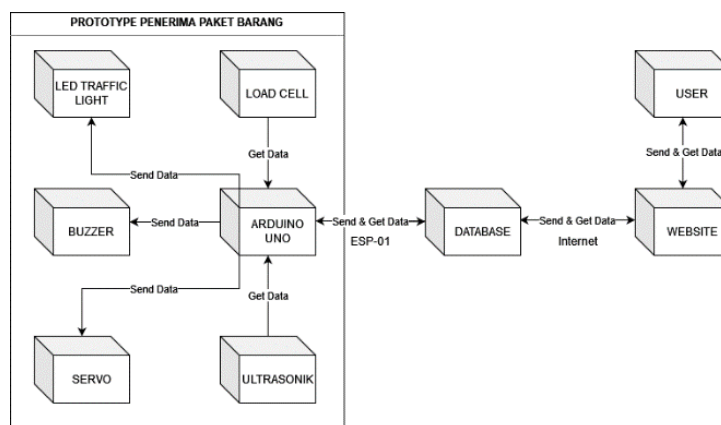 PROTOTYPE PENERIMA PAKET BARANG
LED TRAFFIC
LIGHT
LOAD CELL
USER
Get Data
Send & Get Data
Send Data
BUZZER
Send Data
ARDUINO
UNO
Send & Get Data
ESP-01
DATABASE
Send & Get Data
Internet
WEBSITE
Send Data
Get Data
SERVO
ULTRASONIK